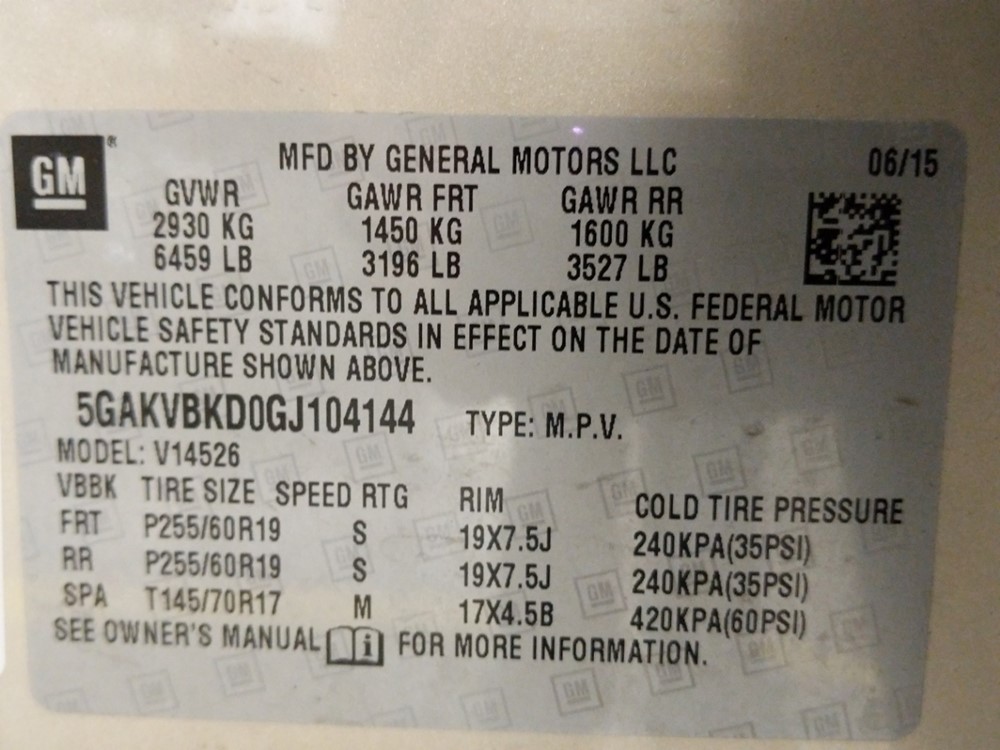 GM®
MFD BY GENERAL MOTORS LLC 06/15
GVWR GAWR FRT GAWR RR
2930 KG 1450 KG 1600 KG
6459 LB 3196 LB 3527 LB
THIS VEHICLE CONFORMS TO ALL APPLICABLE U.S. FEDERAL MOTOR
VEHICLE SAFETY STANDARDS IN EFFECT ON THE DATE OF
MANUFACTURE SHOWN ABOVE.
5GAKVBKD0GJ104144 TYPE: M.P.V.
MODEL: V14526
VBBK TIRE SIZE SPEED RTG RIM COLD TIRE PRESSURE
FRT P255/60R19 S 19X7.5J 240KPA(35PSI)
RR P255/60R19 S 19X7.5J 240KPA(35PSI)
SPA T145/70R17 M 17X4.5B 420KPA(60PSI)
SEE OWNER'S MANUAL FOR MORE INFORMATION.